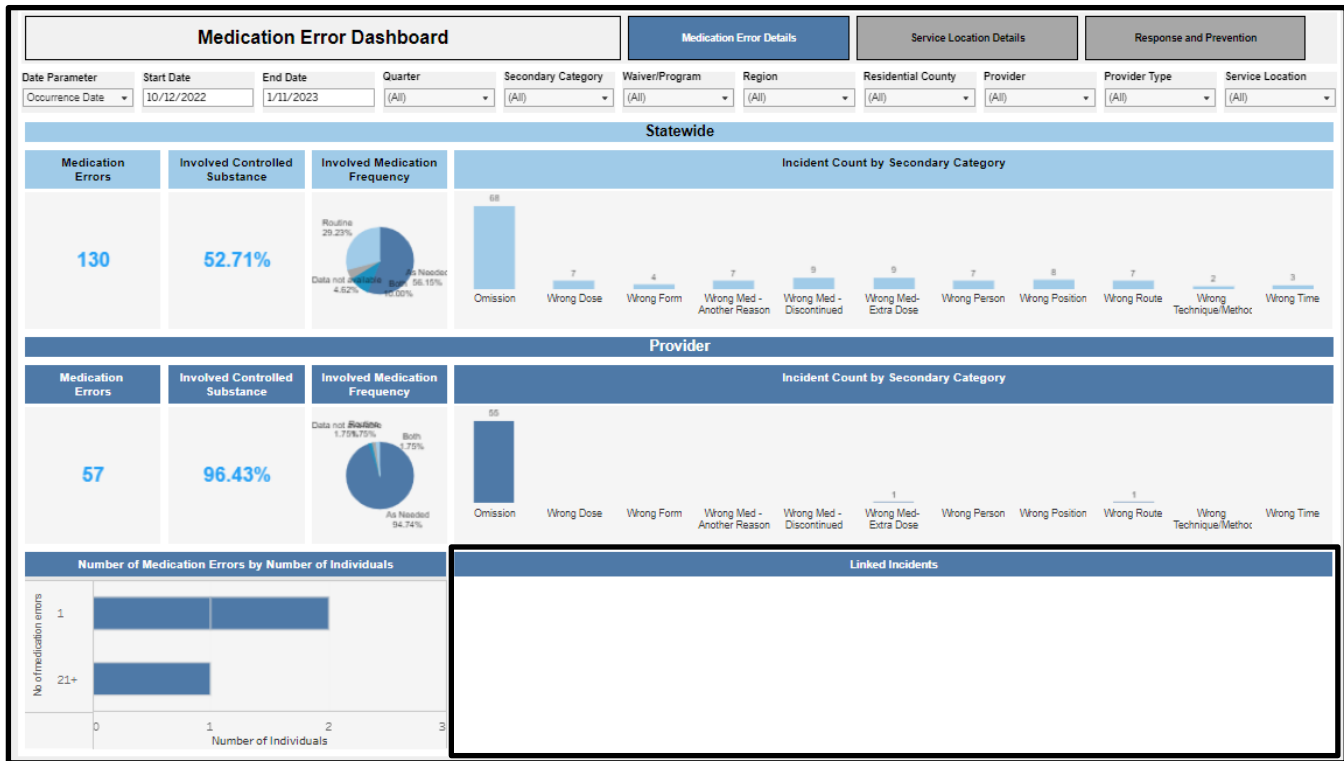 Medication Error Dashboard
Medication Error Details
Service Location Details
Response and Prevention
Date Parameter Start Date End Date Quarter Secondary Category Waiver/Program Region Residential County Provider Provider Type Service Location
Occurrence Date 10/12/2022 1/11/2023 (All) (All) (All) (All) (All) (All) (All) (All)
Statewide
Medication
Errors
Involved Controlled
Substance
Involved Medication
Frequency
Incident Count by Secondary Category
130
52.71%
Routine
29.23%
Data not available
4.62%
Both
10.00%
As Needed
56.15%
68 7 4 7 9 9 7 8 7 2 3
Omission Wrong Dose Wrong Form Wrong Med - Wrong Med - Wrong Med- Wrong Person Wrong Position Wrong Route Wrong Wrong Time
Another Reason Discontinued Extra Dose Technique/Method
Provider
Medication
Errors
Involved Controlled
Substance
Involved Medication
Frequency
Incident Count by Secondary Category
57
96.43%
Data not available
1.75%
Routine
1.75%
Both
1.75%
As Needed
94.74%
55 1 1
Omission Wrong Dose Wrong Form Wrong Med - Wrong Med - Wrong Med- Wrong Person Wrong Position Wrong Route Wrong Wrong Time
Another Reason Discontinued Extra Dose Technique/Method
Number of Medication Errors by Number of Individuals
No of medication errors
1
21+
0 1 2 3
Number of Individuals
Linked Incidents